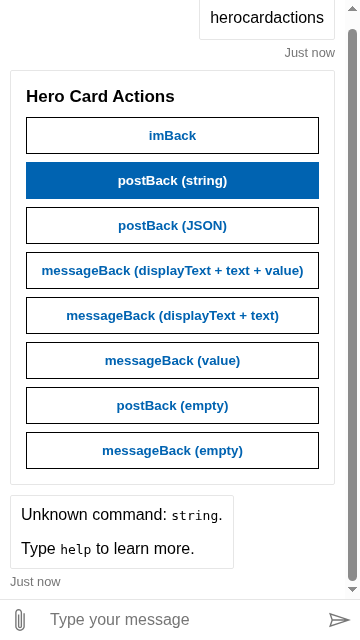 herocardactions
Just now
Hero Card Actions
imBack
postBack (string)
postBack (JSON)
messageBack (displayText + text + value)
messageBack (displayText + text)
messageBack (value)
postBack (empty)
messageBack (empty)
Unknown command: string.
Type help to learn more.
Just now
Type your message